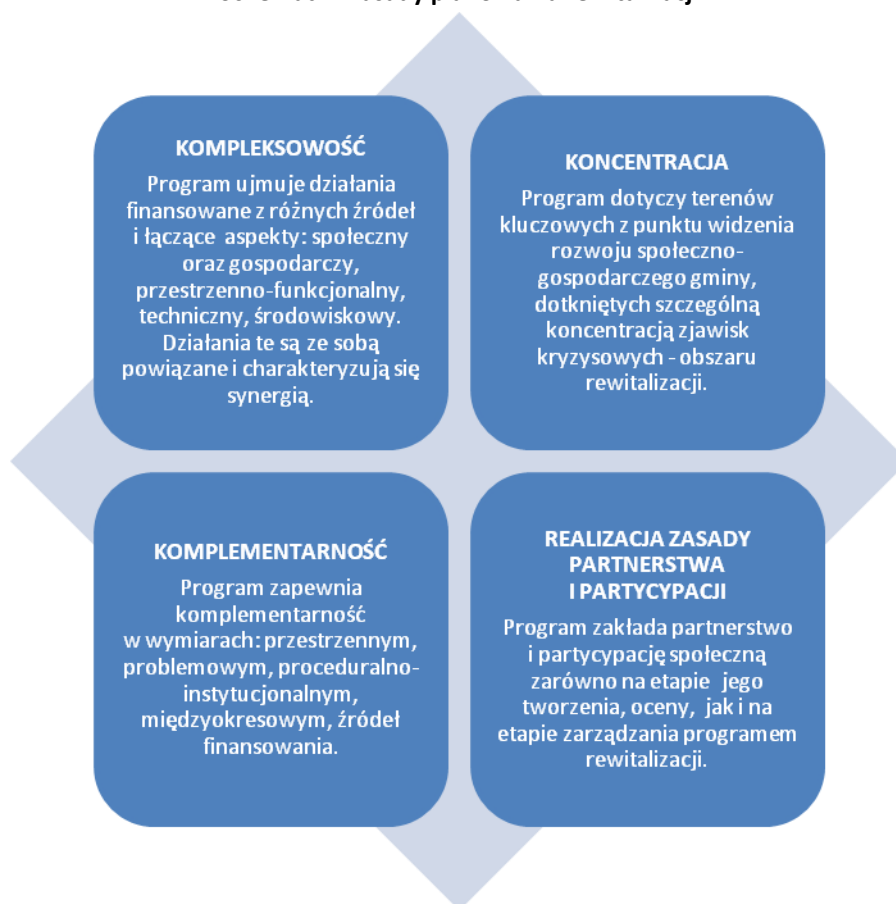 KOMPLEKSOWOŚĆ
Program ujmuje działania
finansowane z różnych źródeł
i łączące aspekty: społeczny
oraz gospodarczy,
przestrzenno-funkcjonalny,
techniczny, środowiskowy.
Działania te są ze sobą
powiązane i charakteryzują się
synergią.
KONCENTRACJA
Program dotyczy terenów
kluczowych z punktu widzenia
rozwoju społeczno-
gospodarczego gminy,
dotkniętych szczególną
koncentracją zjawisk
kryzysowych - obszaru
rewitalizacji.
KOMPLEMENTARNOŚĆ
Program zapewnia
komplementarność
w wymiarach: przestrzennym,
problemowym, proceduralno-
instytucjonalnym,
międzyokresowym, źródeł
finansowania.
REALIZACJA ZASADY
PARTNERSTWA
I PARTYCYPACJI
Program zakłada partnerstwo
i partycypację społeczną
zarówno na etapie jego
tworzenia, oceny, jak i na
etapie zarządzania programem
rewitalizacji.